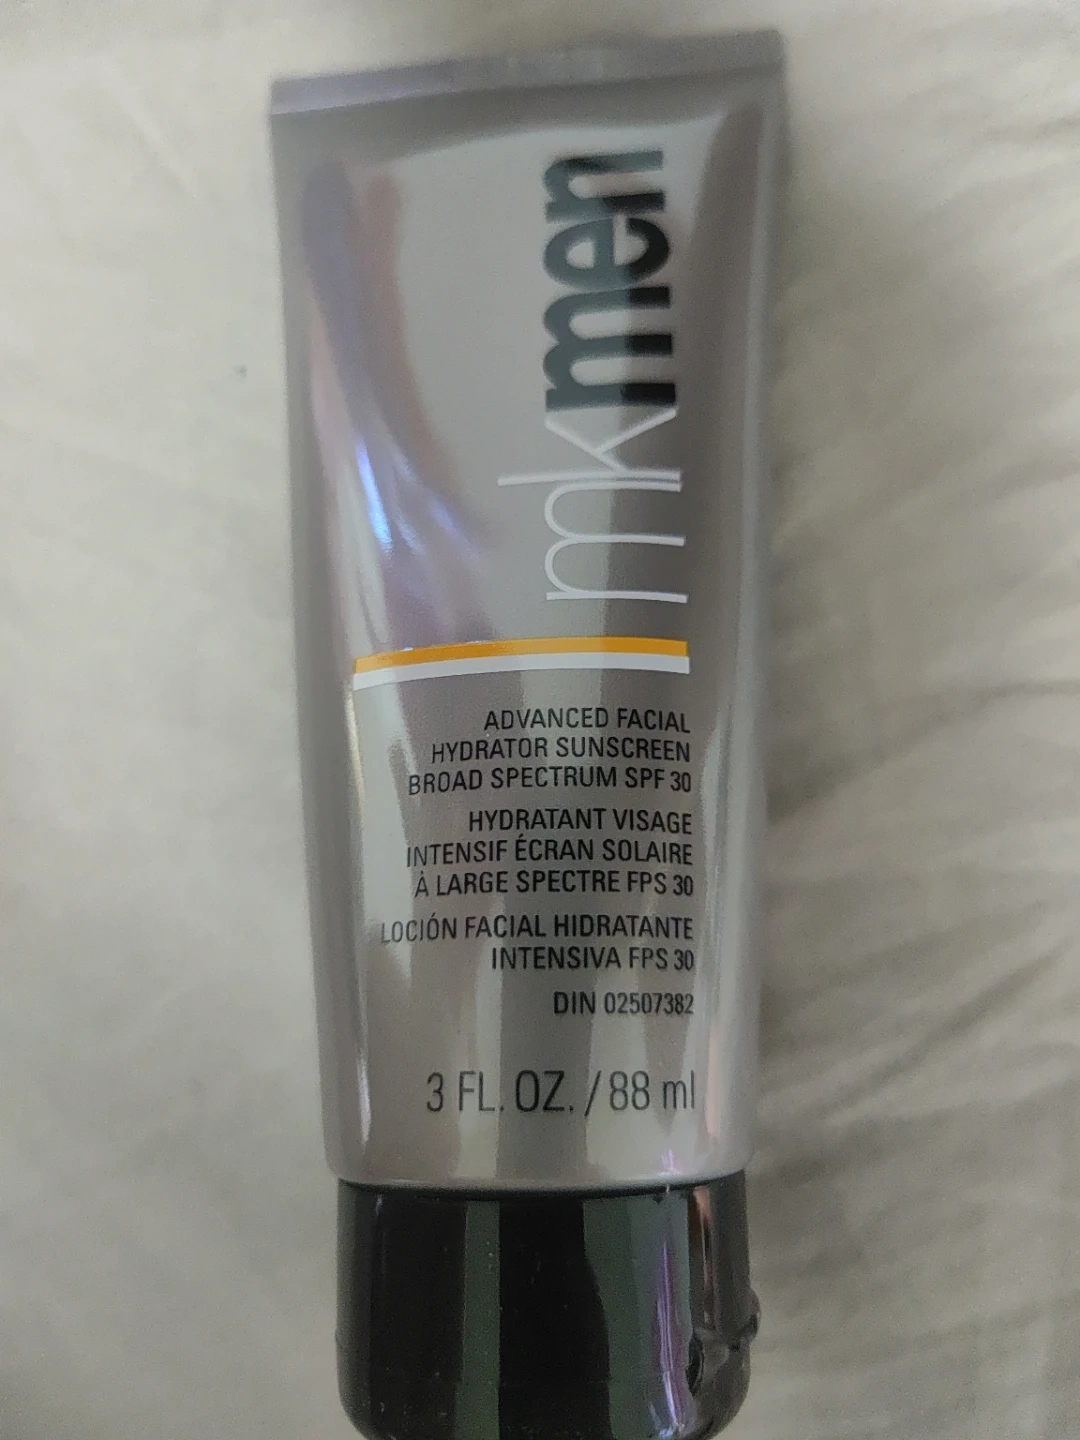 mkmen
ADVANCED FACIAL
HYDRATOR SUNSCREEN
BROAD SPECTRUM SPF 30
HYDRATANT VISAGE
INTENSIF ÉCRAN SOLAIRE
À LARGE SPECTRE FPS 30
LOCIÓN FACIAL HIDRATANTE
INTENSIVA FPS 30
DIN 02507382
3 FL. OZ. / 88 ml